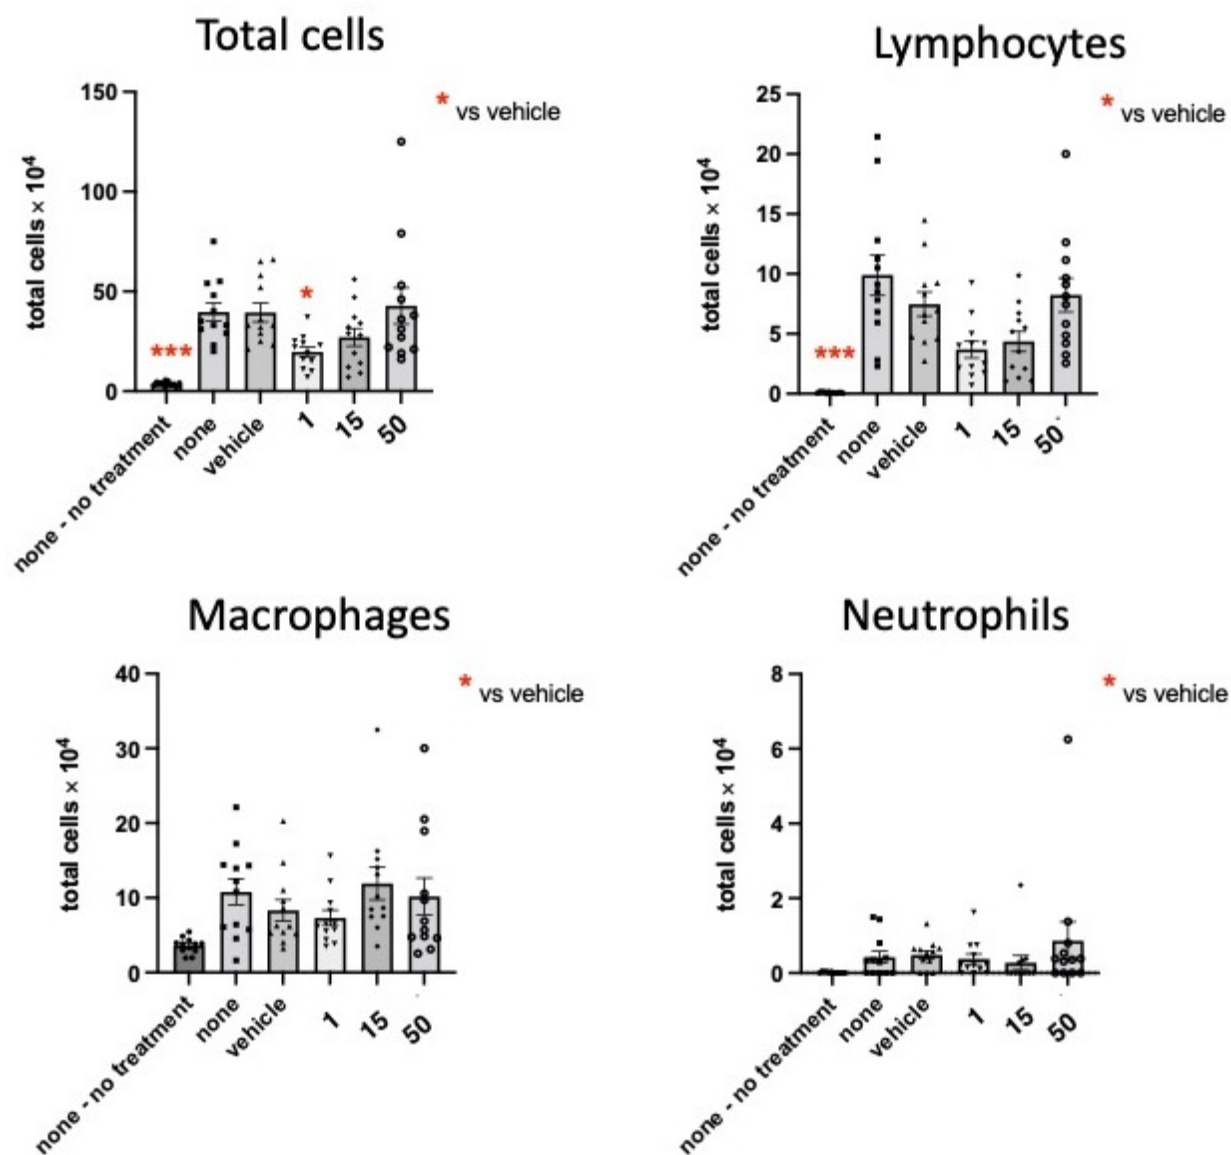 Total cells
150
100
50
0
total cells × 10⁴
* vs vehicle
***
*
none - no treatment
none
vehicle
1
15
50
Lymphocytes
25
20
15
10
5
0
total cells × 10⁴
* vs vehicle
***
none - no treatment
none
vehicle
1
15
50
Macrophages
40
30
20
10
0
total cells × 10⁴
* vs vehicle
none - no treatment
none
vehicle
1
15
50
Neutrophils
8
6
4
2
0
total cells × 10⁴
* vs vehicle
none - no treatment
none
vehicle
1
15
50